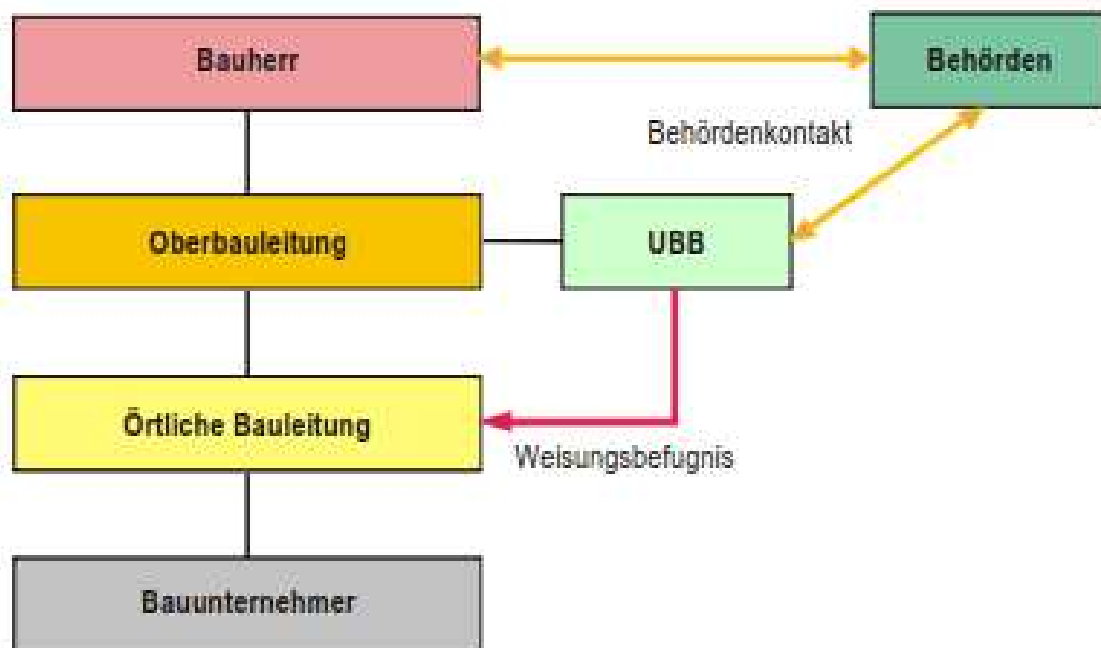 Bauherr
Behörden
Behördenkontakt
Oberbauleitung
UBB
Örtliche Bauleitung
Weisungsbefugnis
Bauunternehmer